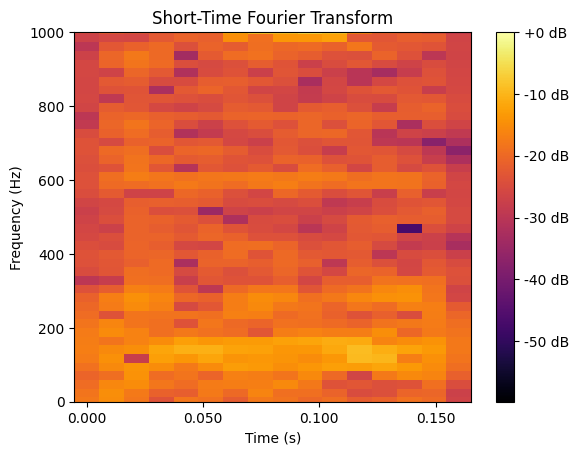 Short-Time Fourier Transform
Frequency (Hz)
1000
800
600
400
200
0
0.000
0.050
0.100
0.150
Time (s)
+0 dB
-10 dB
-20 dB
-30 dB
-40 dB
-50 dB